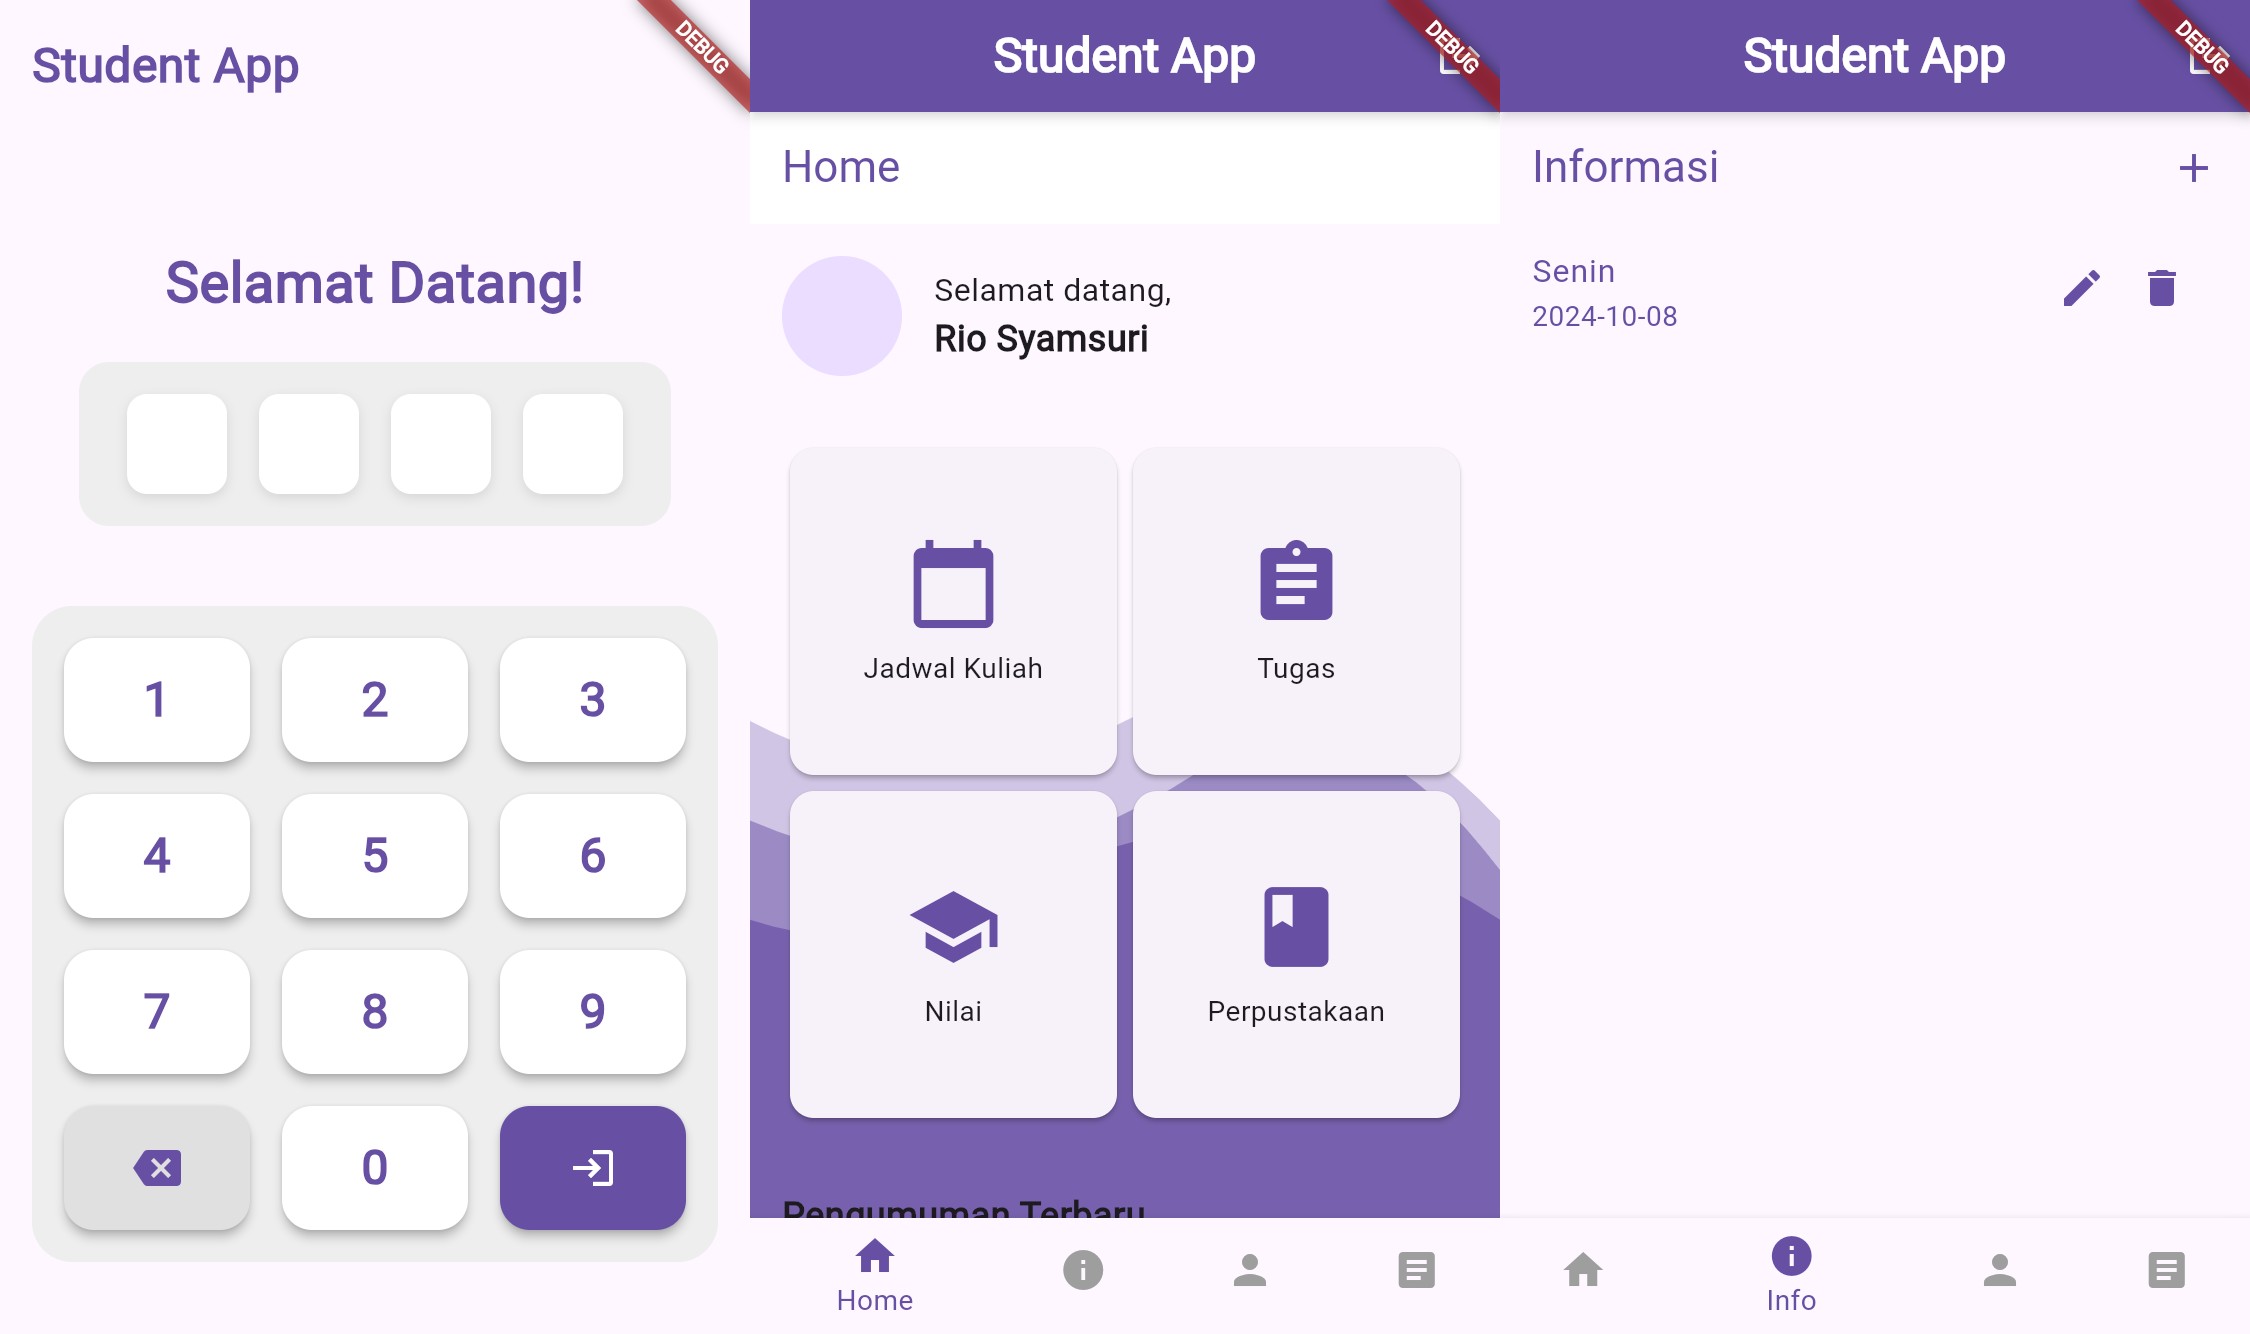 Student App
DEBUG
Selamat Datang!
1
2
3
4
5
6
7
8
9
0
Student App
DEBUG
Home
Selamat datang,
Rio Syamsuri
Jadwal Kuliah
Tugas
Nilai
Perpustakaan
Pengumuman Terbaru
Home
Student App
DEBUG
Informasi
Senin
2024-10-08
Info